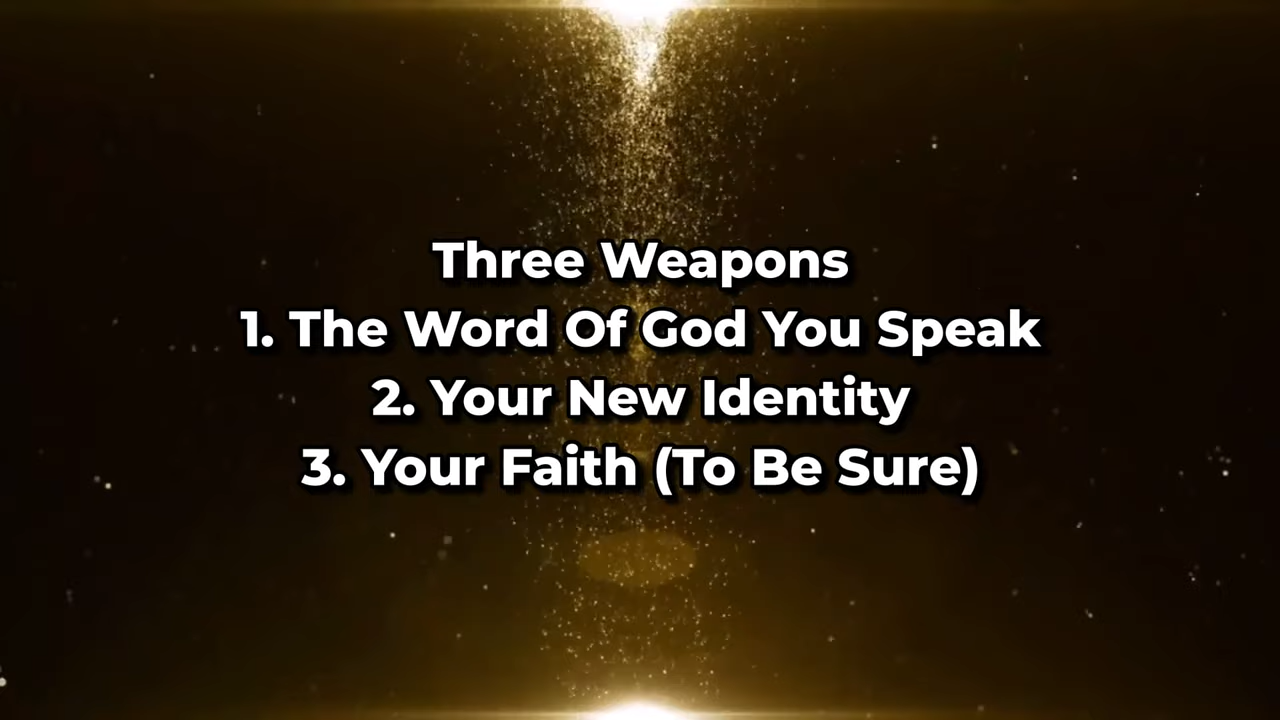 Three Weapons
1. The Word Of God You Speak
2. Your New Identity
3. Your Faith (To Be Sure)